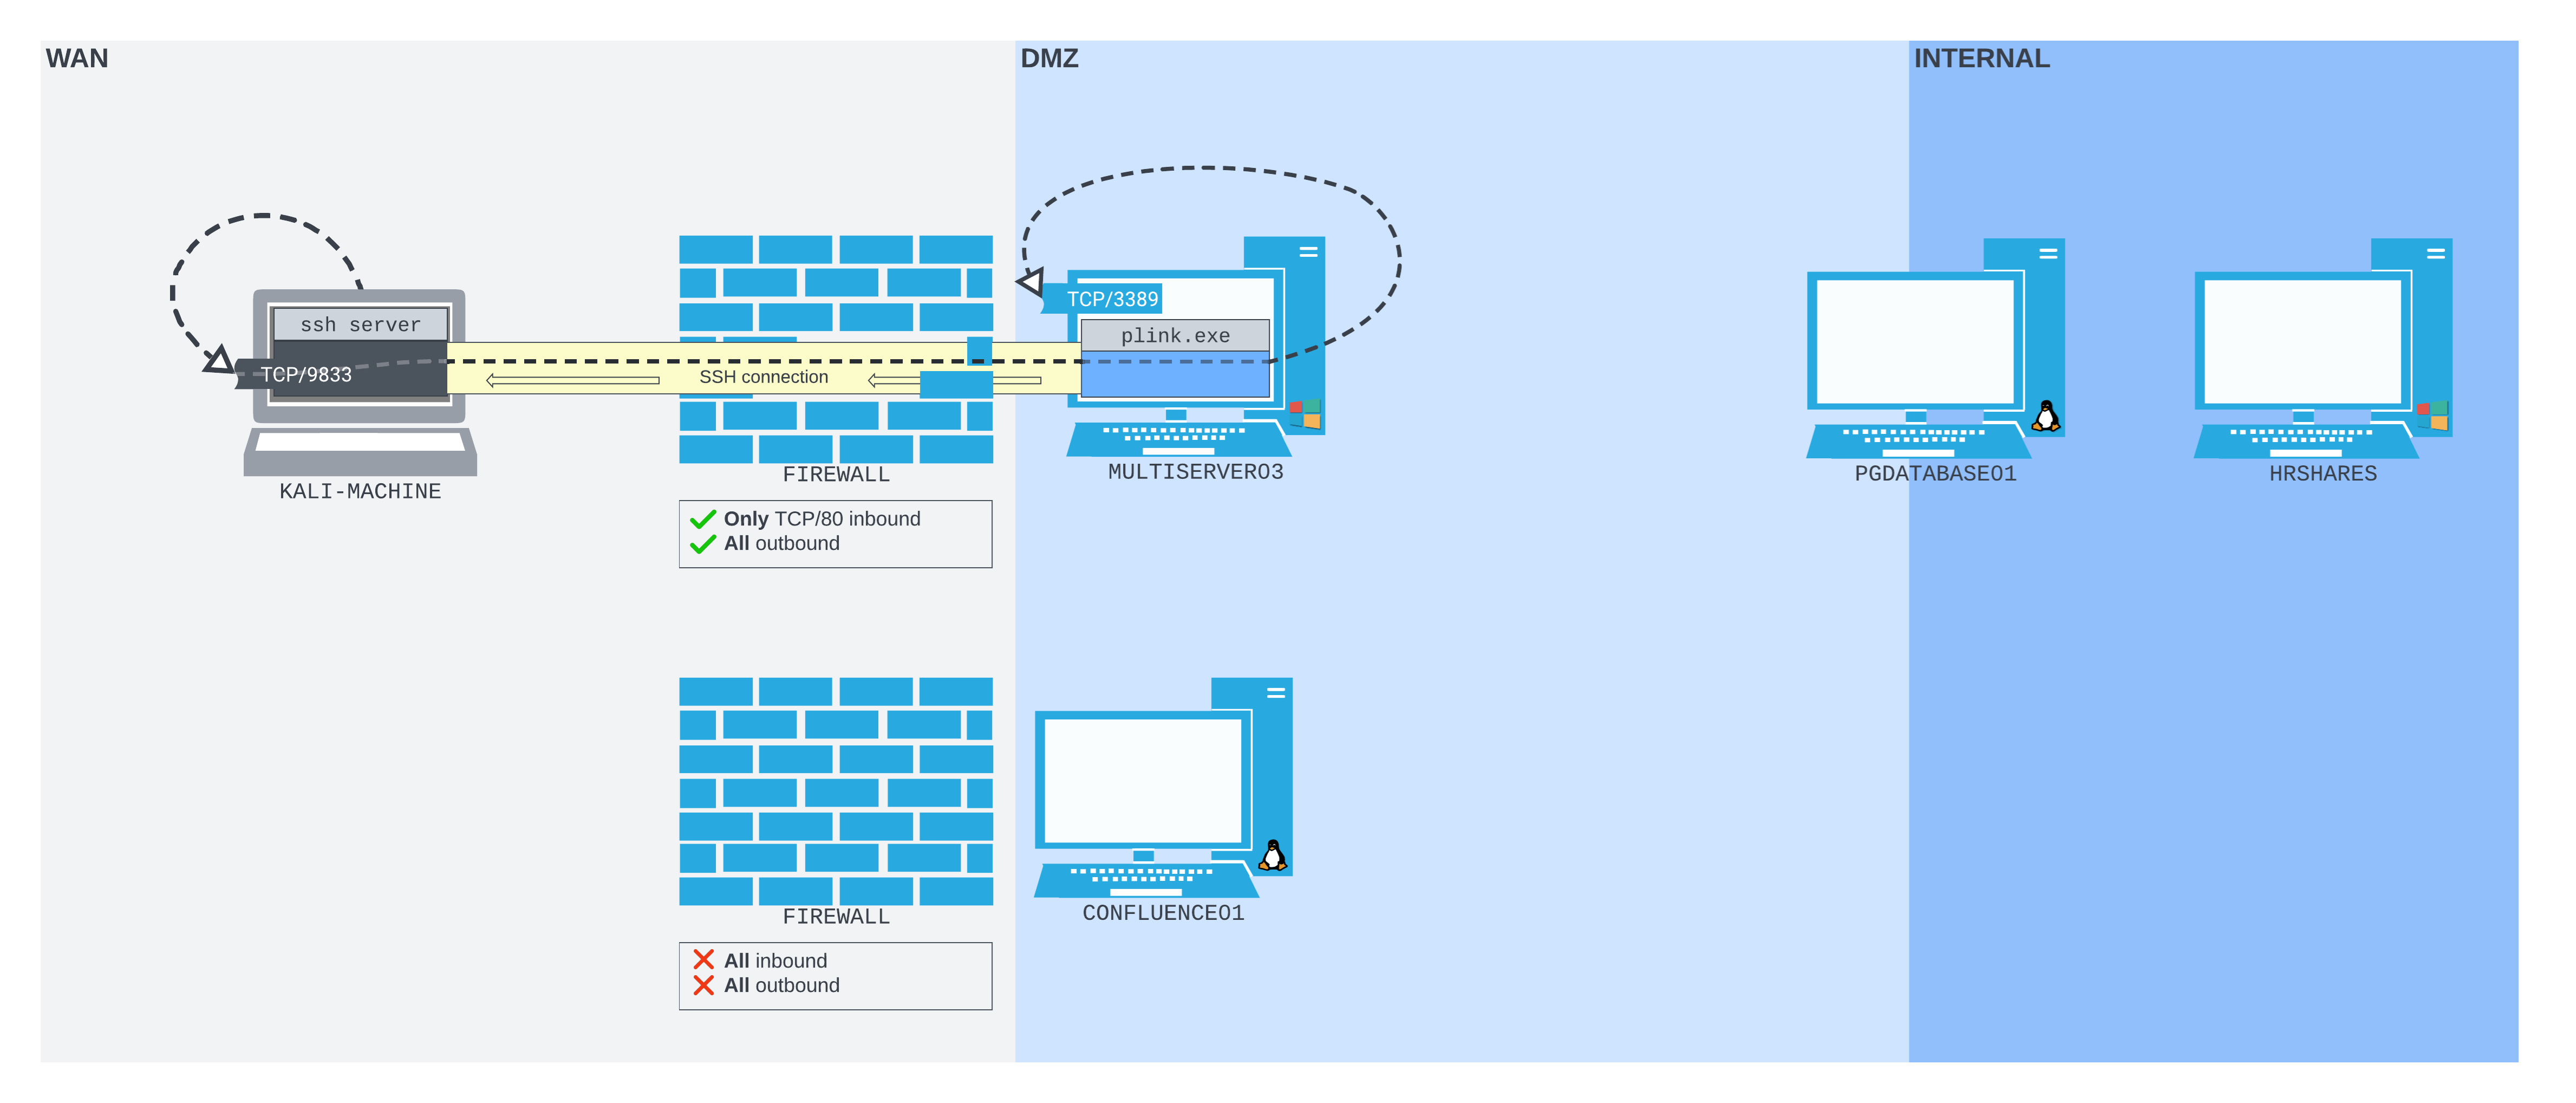 WAN
DMZ
INTERNAL
ssh server
TCP/9833
SSH connection
TCP/3389
plink.exe
KALI-MACHINE
FIREWALL
MULTISERVER03
PGDATABASE01
HRSHARES
Only TCP/80 inbound
All outbound
FIREWALL
CONFLUENCE01
All inbound
All outbound